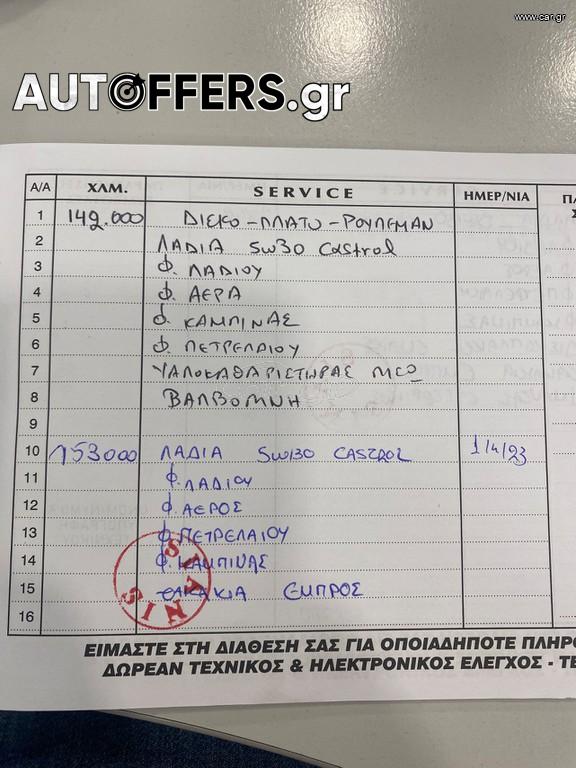 www.car.gr
AUTOFFERS.gr
Α/Α ΧΛΜ. SERVICE ΗΜΕΡ/ΝΙΑ
1 142.000 ΔΙΣΚΟ-ΠΛΑΤΩ-ΡΟΥΛΕΜΑΝ
2 ΛΑΔΙΑ 5W30 Castrol
3 Φ. ΛΑΔΙΟΥ
4 Φ. ΑΕΡΑ
5 Φ. ΚΑΜΠΙΝΑΣ
6 Φ. ΠΕΤΡΕΛΑΙΟΥ
7 ΥΑΛΟΚΑΘΑΡΙΣΤΗΡΑΣ
8 ΒΑΛΒΟΛΙΝΗ
9
10 153000 ΛΑΔΙΑ 5W30 CASTROL 1/4/23
11 Φ. ΛΑΔΙΟΥ
12 Φ. ΑΕΡΟΣ
13 Φ. ΠΕΤΡΕΛΑΙΟΥ
14 Φ. ΚΑΜΠΙΝΑΣ
15 ΤΑΚΑΚΙΑ ΕΜΠΡΟΣ
16
ΕΙΜΑΣΤΕ ΣΤΗ ΔΙΑΘΕΣΗ ΣΑΣ ΓΙΑ ΟΠΟΙΑΔΗΠΟΤΕ ΠΛΗΡΟ
ΔΩΡΕΑΝ ΤΕΧΝΙΚΟΣ & ΗΛΕΚΤΡΟΝΙΚΟΣ ΕΛΕΓΧΟΣ - ΤΕ